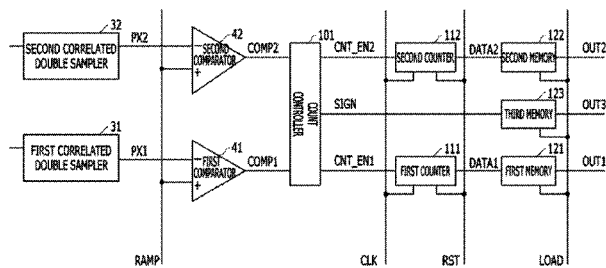 32
SECOND CORRELATED
DOUBLE SAMPLER
PX2
42
SECOND
COMPARATOR
−
+
COMP2
101
COUNT
CONTROLLER
CNT_EN2
112
SECOND COUNTER
DATA2
122
SECOND MEMORY
OUT2
SIGN
123
THIRD MEMORY
OUT3
31
FIRST CORRELATED
DOUBLE SAMPLER
PX1
41
FIRST
COMPARATOR
−
+
COMP1
CNT_EN1
111
FIRST COUNTER
DATA1
121
FIRST MEMORY
OUT1
RAMP
CLK
RST
LOAD